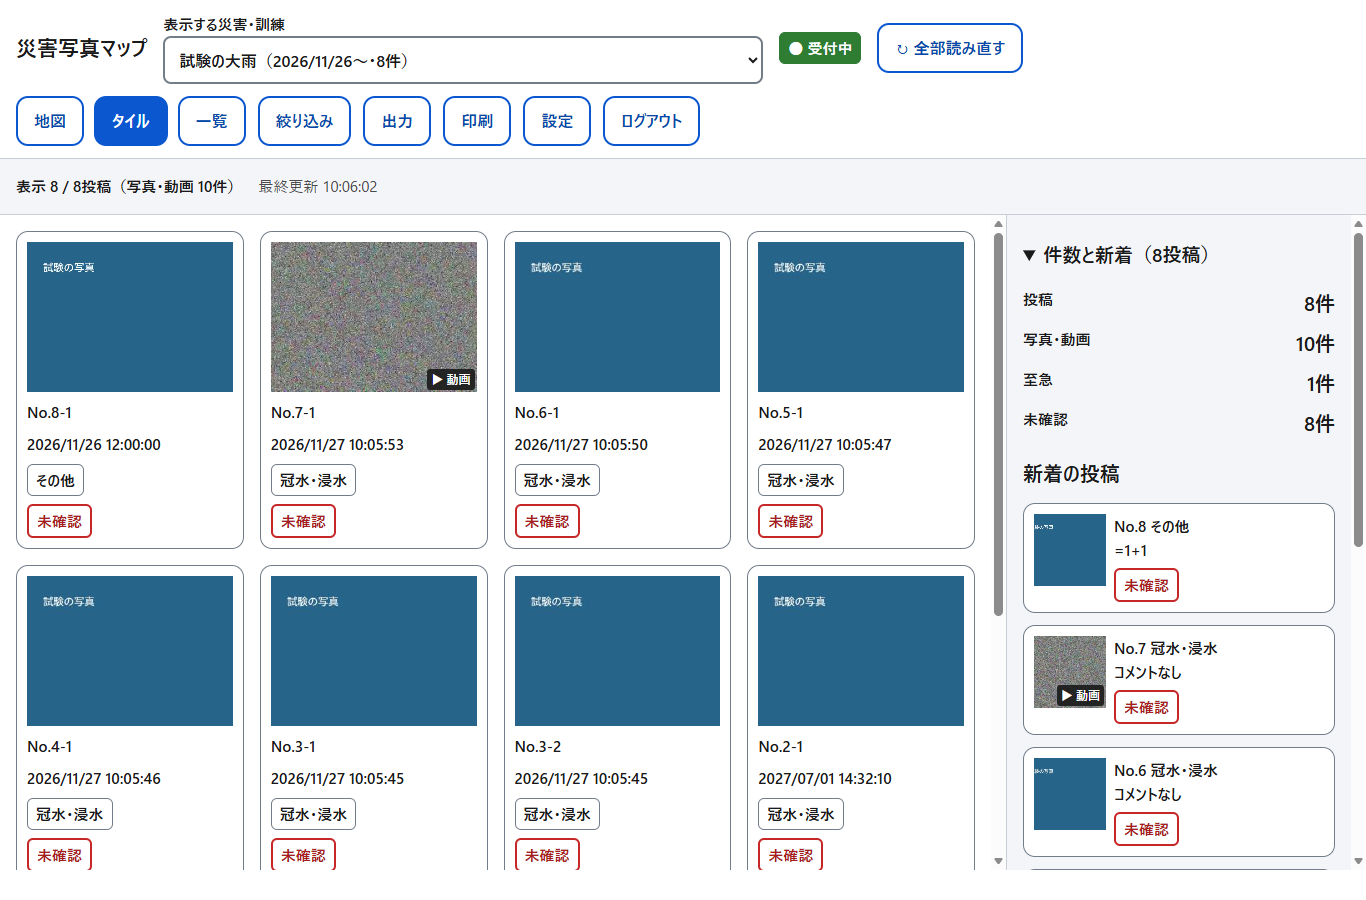 災害写真マップ
表示する災害・訓練
試験の大雨（2026/11/26～・8件）
● 受付中
↻ 全部読み直す
地図
タイル
一覧
絞り込み
出力
印刷
設定
ログアウト
表示 8 / 8投稿（写真・動画 10件）
最終更新 10:06:02
試験の写真
No.8-1
2026/11/26 12:00:00
その他
未確認
▶ 動画
No.7-1
2026/11/27 10:05:53
冠水・浸水
未確認
試験の写真
No.6-1
2026/11/27 10:05:50
冠水・浸水
未確認
試験の写真
No.5-1
2026/11/27 10:05:47
冠水・浸水
未確認
試験の写真
No.4-1
2026/11/27 10:05:46
冠水・浸水
未確認
試験の写真
No.3-1
2026/11/27 10:05:45
冠水・浸水
未確認
試験の写真
No.3-2
2026/11/27 10:05:45
冠水・浸水
未確認
試験の写真
No.2-1
2027/07/01 14:32:10
冠水・浸水
未確認
▼ 件数と新着（8投稿）
投稿
8件
写真・動画
10件
至急
1件
未確認
8件
新着の投稿
No.8 その他
=1+1
未確認
▶ 動画
No.7 冠水・浸水
コメントなし
未確認
No.6 冠水・浸水
コメントなし
未確認